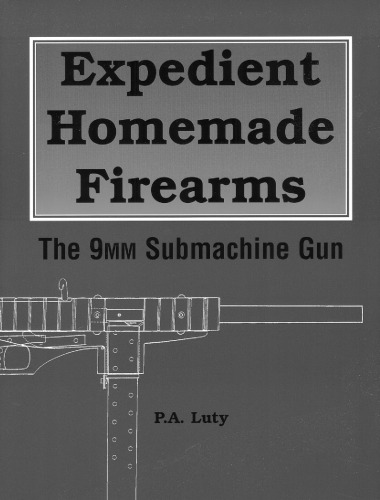 Expedient
Homemade
Firearms
The 9MM Submachine Gun
P.A. Luty